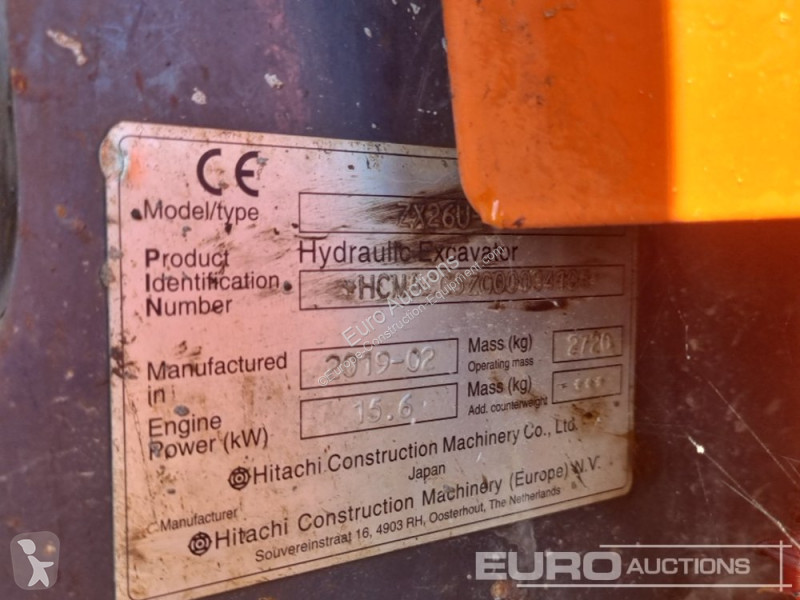 CE
Model/type ZX26U-
Hydraulic Excavator
Product
Identification
Number
Manufactured in 2019-02
Mass (kg)
Operating mass
Engine Power (kW) 15.6
Mass (kg) ***
Add. counterweight
Hitachi Construction Machinery Co., Ltd.
Japan
Manufacturer
Hitachi Construction Machinery (Europe) N.V.
Souvereinstraat 16, 4903 RH, Oosterhout, The Netherlands
Euro Auctions
EURO AUCTIONS